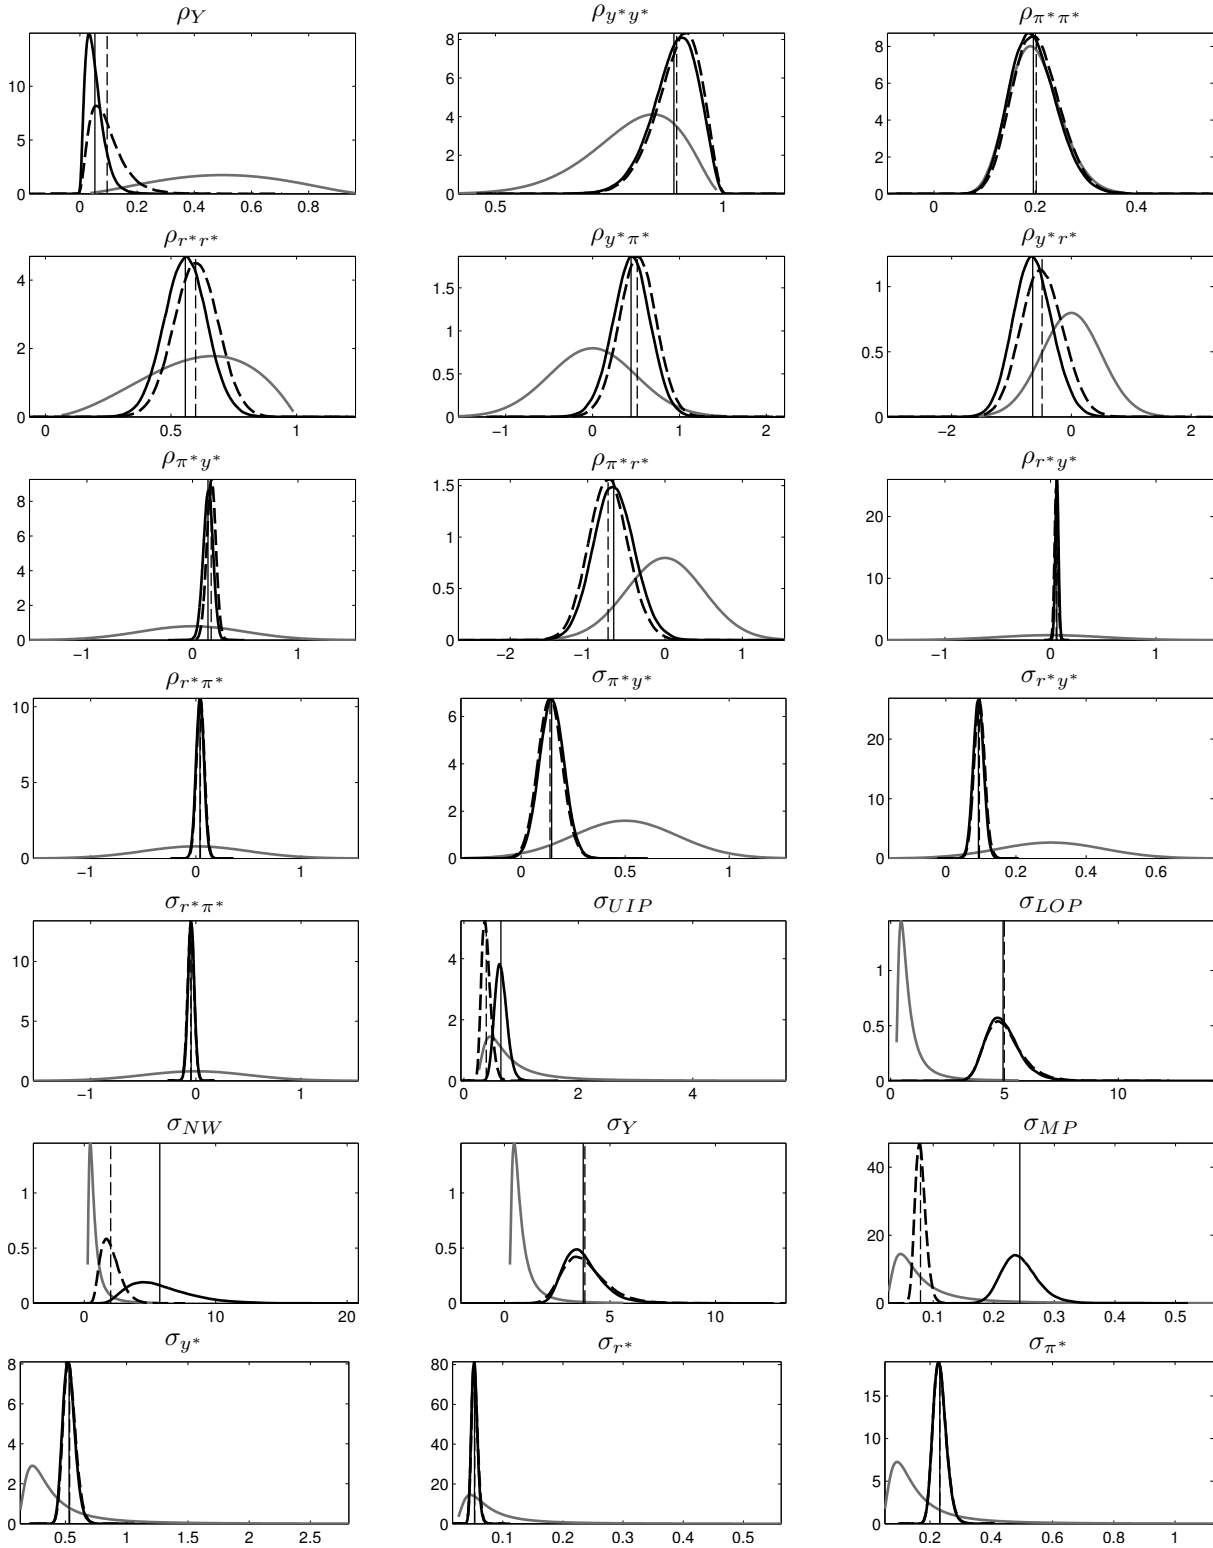 ρ_Y ρ_{y*y*} ρ_{π*π*}
10
5
0
0 0.2 0.4 0.6 0.8
8
6
4
2
0
0.5 1
8
6
4
2
0
0 0.2 0.4
ρ_{r*r*} ρ_{y*π*} ρ_{y*r*}
4
2
0
0 0.5 1
1.5
1
0.5
0
−1 0 1 2
1
0.5
0
−2 0 2
ρ_{π*y*} ρ_{π*r*} ρ_{r*y*}
8
6
4
2
0
−1 0 1
1.5
1
0.5
0
−2 −1 0 1
20
10
0
−1 0 1
ρ_{r*π*} σ_{π*y*} σ_{r*y*}
10
5
0
−1 0 1
6
4
2
0
0 0.5 1
20
10
0
0 0.2 0.4 0.6
σ_{r*π*} σ_{UIP} σ_{LOP}
10
5
0
−1 0 1
4
2
0
0 2 4
1
0.5
0
0 5 10
σ_{NW} σ_Y σ_{MP}
1
0.5
0
0 10 20
1
0.5
0
0 5 10
40
20
0
0.1 0.2 0.3 0.4 0.5
σ_{y*} σ_{r*} σ_{π*}
8
6
4
2
0
0.5 1 1.5 2 2.5
80
60
40
20
0
0.1 0.2 0.3 0.4 0.5
15
10
5
0
0.2 0.4 0.6 0.8 1